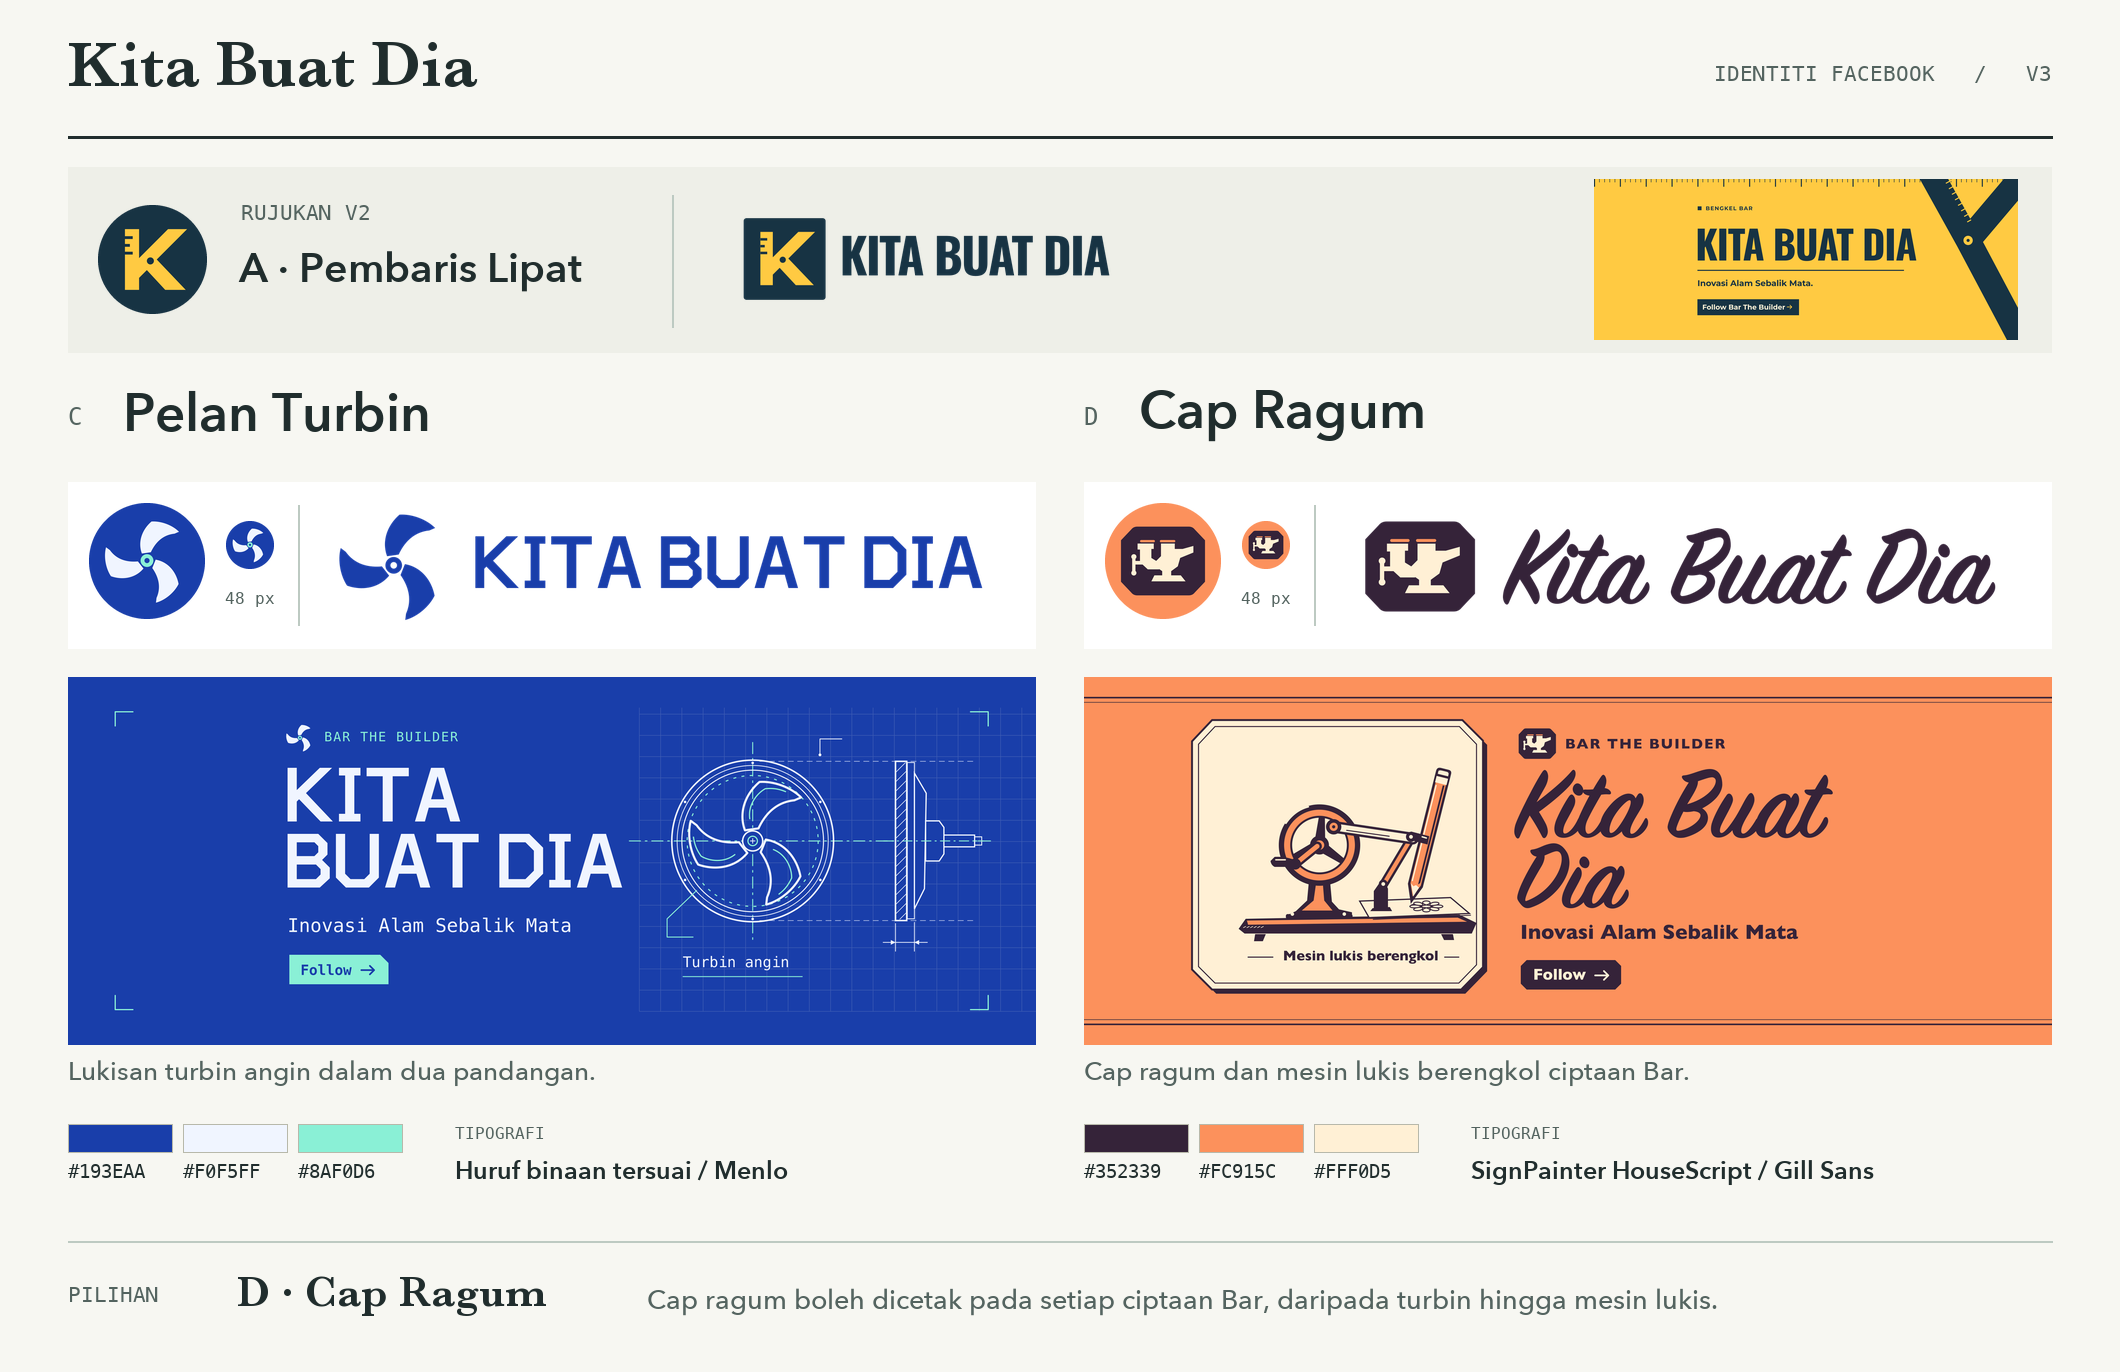 Kita Buat Dia
IDENTITI FACEBOOK / V3
RUJUKAN V2
A · Pembaris Lipat
KITA BUAT DIA
BENGKEL BAR
KITA BUAT DIA
Inovasi Alam Sebalik Mata.
Follow Bar The Builder →
C Pelan Turbin
48 px
KITA BUAT DIA
BAR THE BUILDER
KITA
BUAT DIA
Inovasi Alam Sebalik Mata
Follow →
Turbin angin
Lukisan turbin angin dalam dua pandangan.
#193EAA #F0F5FF #8AF0D6
TIPOGRAFI
Huruf binaan tersuai / Menlo
D Cap Ragum
48 px
Kita Buat Dia
Mesin lukis berengkol
BAR THE BUILDER
Kita Buat
Dia
Inovasi Alam Sebalik Mata
Follow →
Cap ragum dan mesin lukis berengkol ciptaan Bar.
#352339 #FC915C #FFF0D5
TIPOGRAFI
SignPainter HouseScript / Gill Sans
PILIHAN
D · Cap Ragum
Cap ragum boleh dicetak pada setiap ciptaan Bar, daripada turbin hingga mesin lukis.